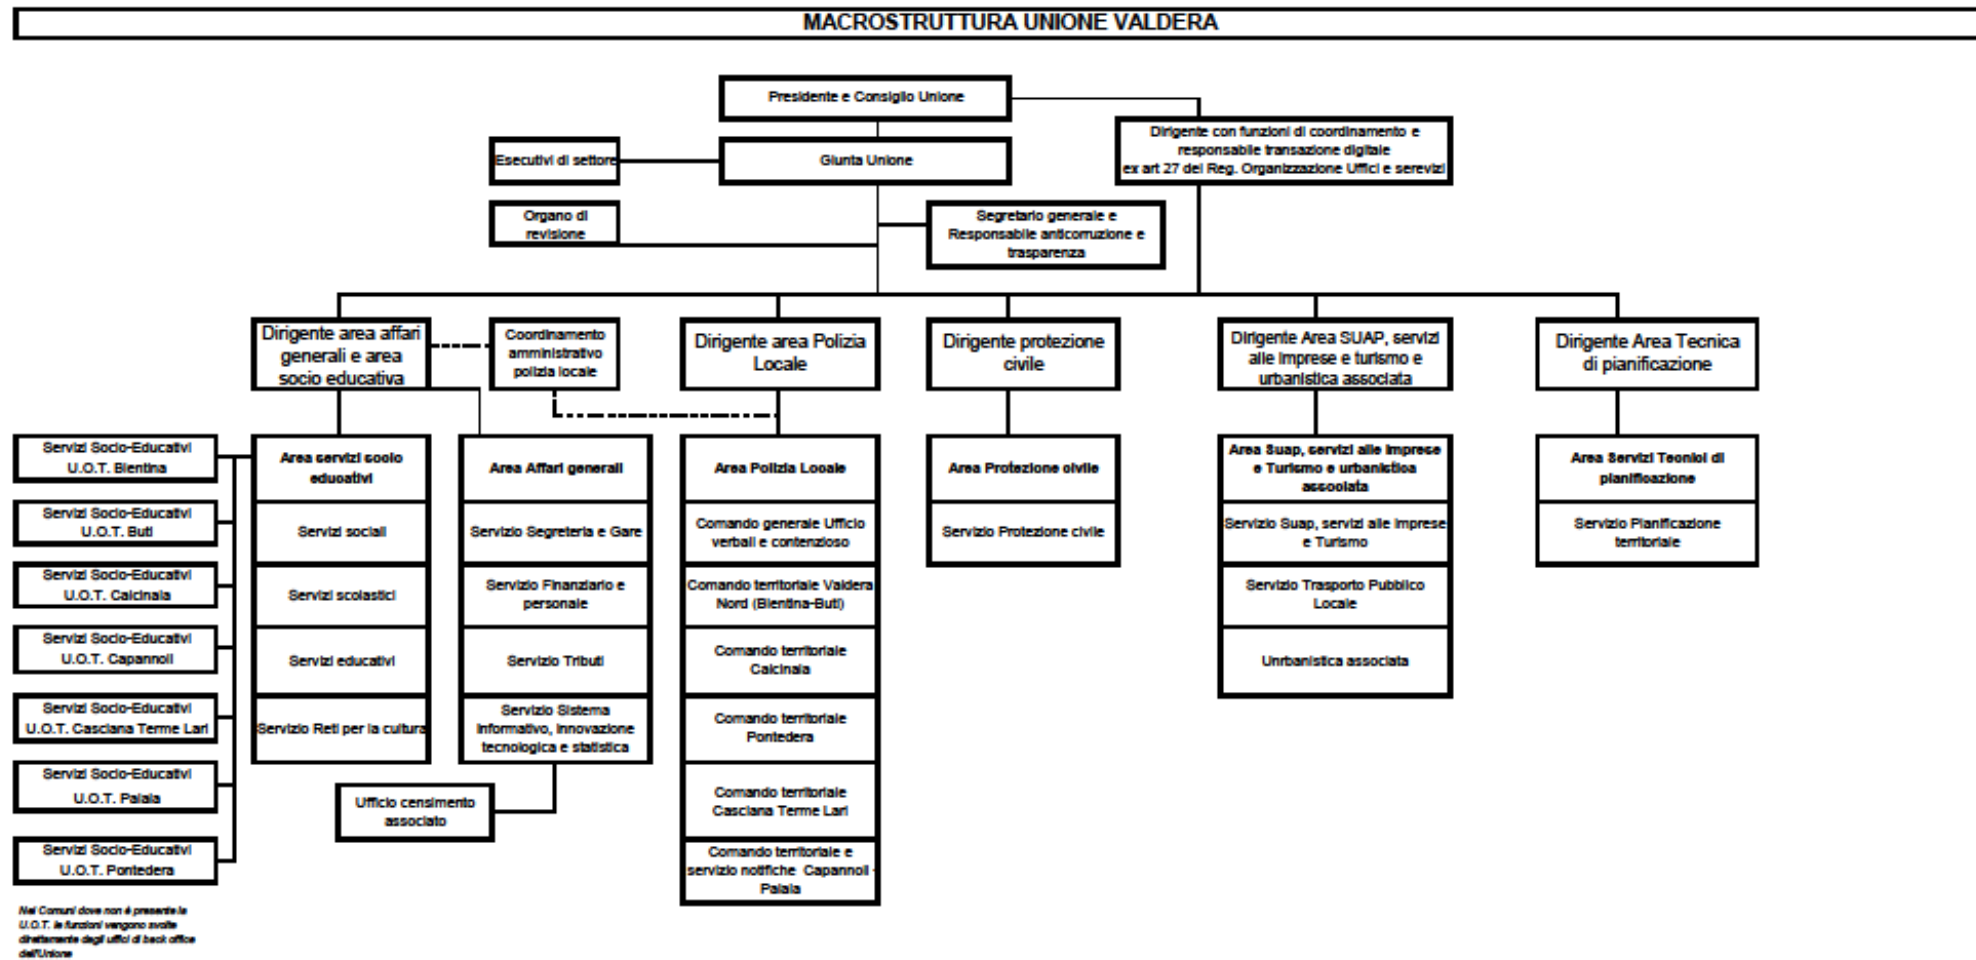 MACROSTRUTTURA UNIONE VALDERA
Presidente e Consiglio Unione
Dirigente con funzioni di coordinamento e
responsabile transazione digitale
ex art 27 del Reg. Organizzazione Uffici e serevizi
Esecutivi di settore
Giunta Unione
Organo di
revisione
Segretario generale e
Responsabile anticorruzione e
trasparenza
Dirigente area affari
generali e area
socio educativa
Coordinamento
amministrativo
polizia locale
Dirigente area Polizia
Locale
Dirigente protezione
civile
Dirigente Area SUAP, servizi
alle imprese e turismo e
urbanistica associata
Dirigente Area Tecnica
di pianificazione
Servizi Socio-Educativi
U.O.T. Bientina
Servizi Socio-Educativi
U.O.T. Buti
Servizi Socio-Educativi
U.O.T. Calcinaia
Servizi Socio-Educativi
U.O.T. Capannoli
Servizi Socio-Educativi
U.O.T. Casciana Terme Lari
Servizi Socio-Educativi
U.O.T. Palaia
Servizi Socio-Educativi
U.O.T. Pontedera
Area servizi socio
educativi
Servizi sociali
Servizi scolastici
Servizi educativi
Servizio Reti per la cultura
Area Affari generali
Servizio Segreteria e Gare
Servizio Finanziario e
personale
Servizio Tributi
Servizio Sistema
Informativo, innovazione
tecnologica e statistica
Ufficio censimento
associato
Area Polizia Locale
Comando generale Ufficio
verbali e contenzioso
Comando territoriale Valdera
Nord (Bientina-Buti)
Comando territoriale
Calcinaia
Comando territoriale
Pontedera
Comando territoriale
Casciana Terme Lari
Comando territoriale e
servizio notifiche Capannoli -
Palaia
Area Protezione civile
Servizio Protezione civile
Area Suap, servizi alle imprese
e Turismo e urbanistica
associata
Servizio Suap, servizi alle imprese
e Turismo
Servizio Trasporto Pubblico
Locale
Unrbanistica associata
Area Servizi Tecnici di
pianificazione
Servizio Pianificazione
territoriale
Nei Comuni dove non è presente la
U.O.T. le funzioni vengono svolte
direttamente dagli uffici di back office
dell'Unione